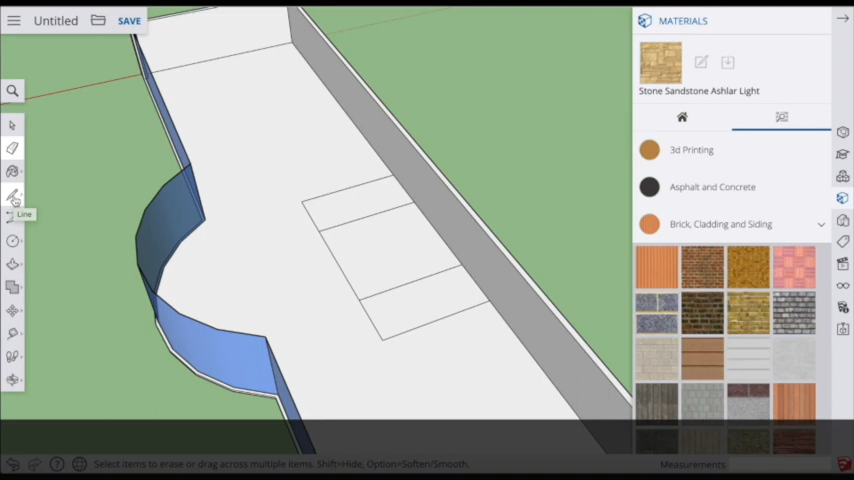 Untitled
SAVE
MATERIALS
Stone Sandstone Ashlar Light
3d Printing
Asphalt and Concrete
Brick, Cladding and Siding
Line
Select items to erase or drag across multiple items. Shift=Hide, Option=Soften/Smooth.
Measurements